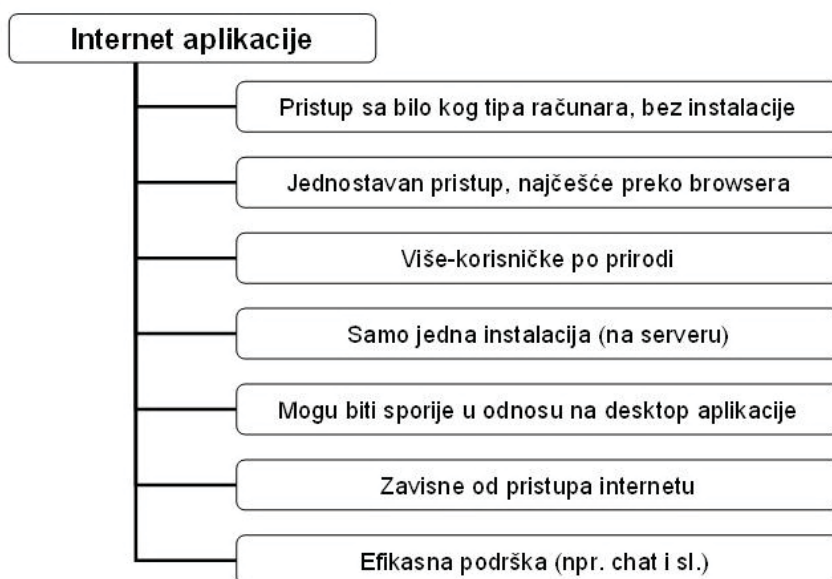 Internet aplikacije
Pristup sa bilo kog tipa računara, bez instalacije
Jednostavan pristup, najčešće preko browsera
Više-korisničke po prirodi
Samo jedna instalacija (na serveru)
Mogu biti sporije u odnosu na desktop aplikacije
Zavisne od pristupa internetu
Efikasna podrška (npr. chat i sl.)